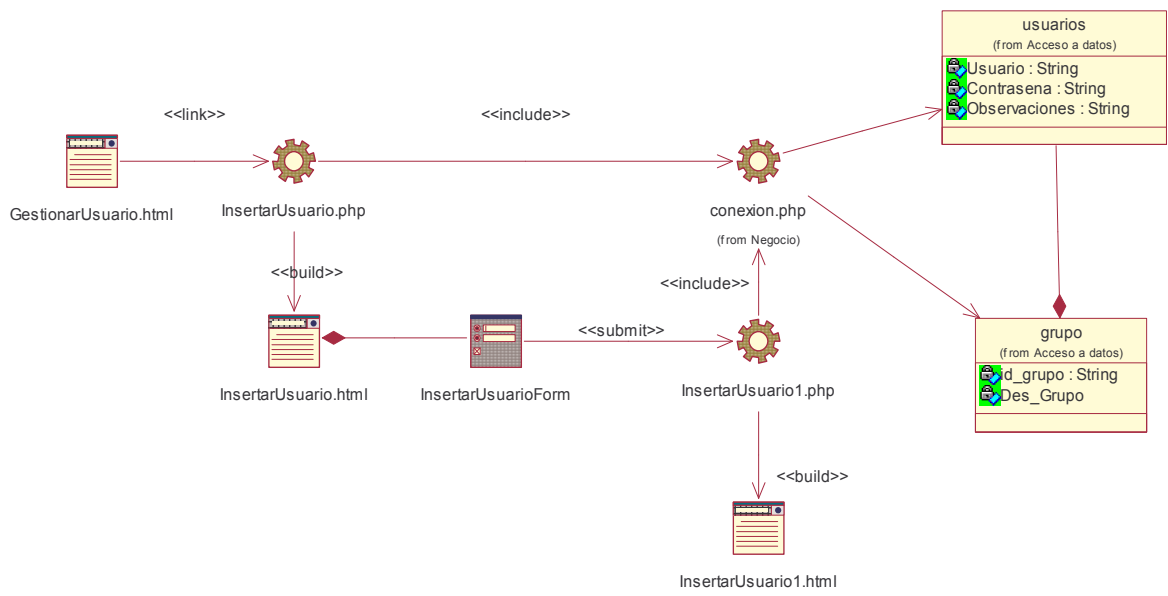 usuarios
(from Acceso a datos)
Usuario : String
Contrasena : String
Observaciones : String
<<link>>
<<include>>
GestionarUsuario.html
InsertarUsuario.php
conexion.php
(from Negocio)
<<build>>
<<include>>
<<submit>>
grupo
(from Acceso a datos)
id_grupo : String
Des_Grupo
InsertarUsuario.html
InsertarUsuarioForm
InsertarUsuario1.php
<<build>>
InsertarUsuario1.html